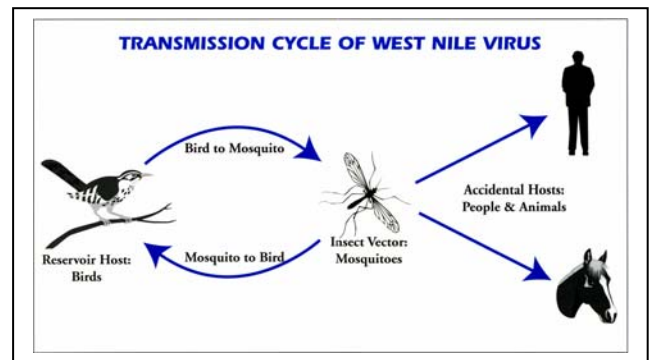 TRANSMISSION CYCLE OF WEST NILE VIRUS
Bird to Mosquito
Accidental Hosts:
People & Animals
Insect Vector:
Mosquitoes
Mosquito to Bird
Reservoir Host:
Birds